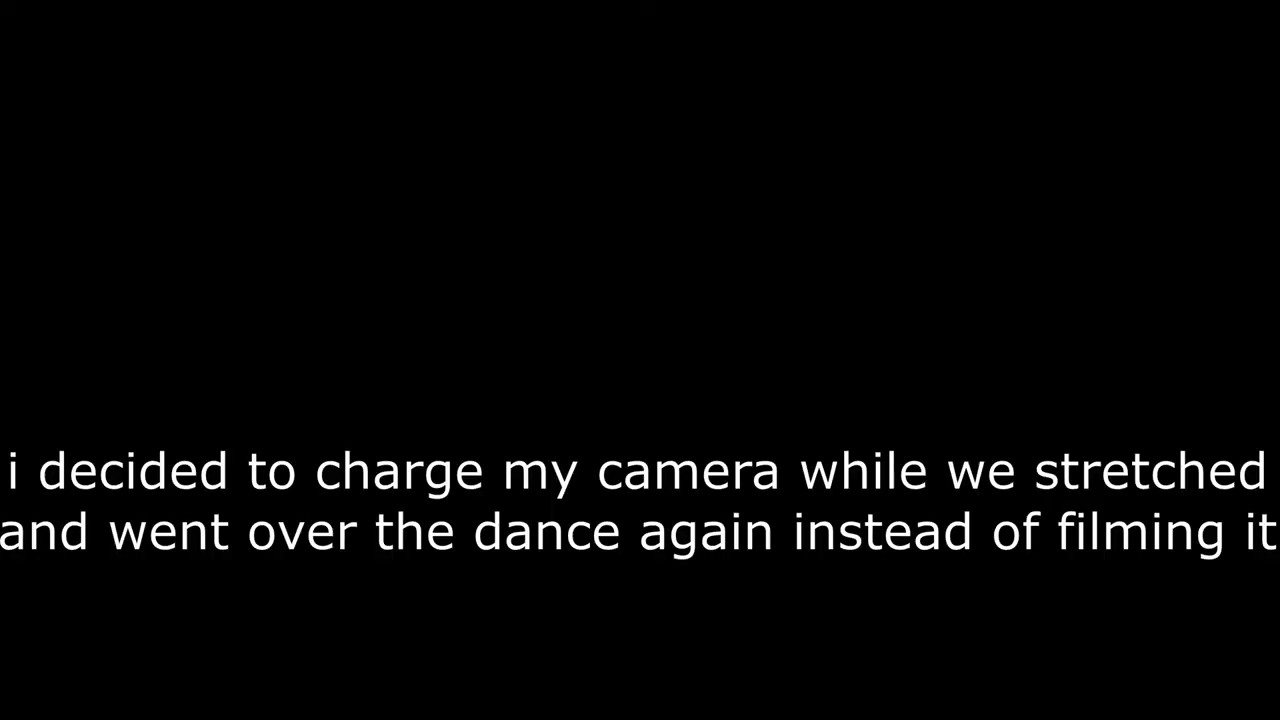 i decided to charge my camera while we stretched
and went over the dance again instead of filming it